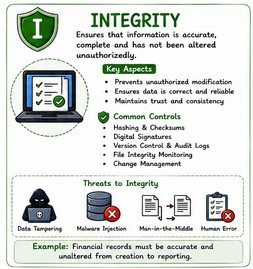 I
INTEGRITY
Ensures that information is accurate,
complete and has not been altered
unauthorizedly.
Key Aspects
• Prevents unauthorized modification
• Ensures data is correct and reliable
• Maintains trust and consistency
Common Controls
• Hashing & Checksums
• Digital Signatures
• Version Control & Audit Logs
• File Integrity Monitoring
• Change Management
Threats to Integrity
Data Tampering
Malware Injection
Man-in-the-Middle
Human Error
Example: Financial records must be accurate and
unaltered from creation to reporting.